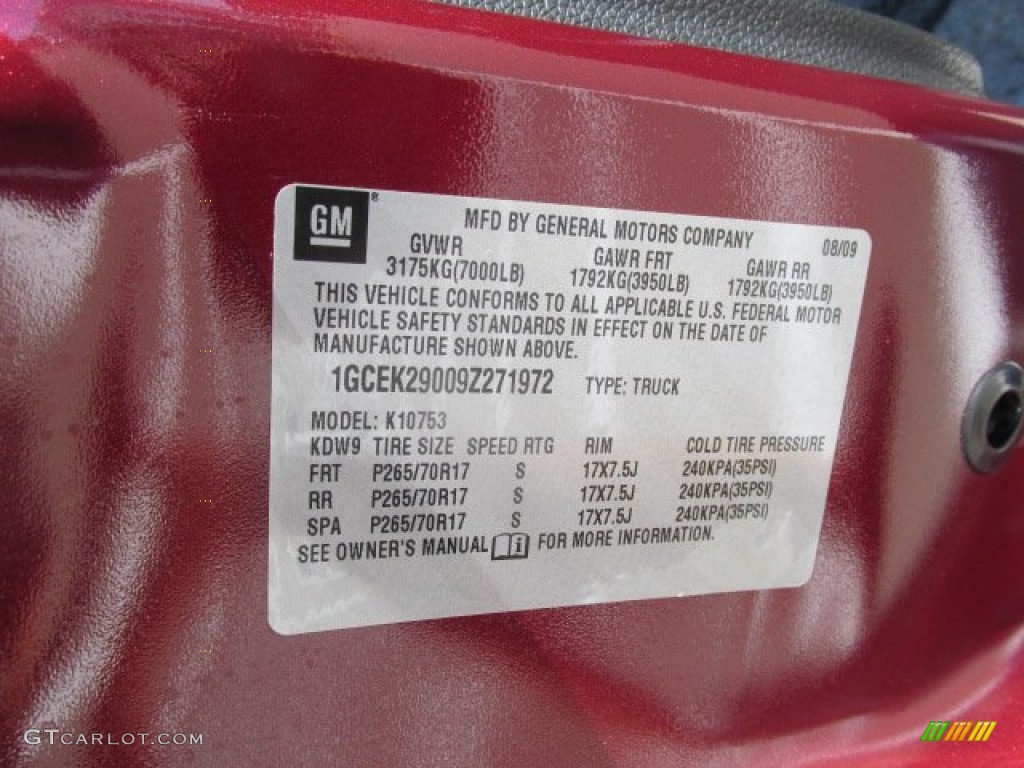 GM®
MFD BY GENERAL MOTORS COMPANY 08/09
GVWR GAWR FRT GAWR RR
3175KG(7000LB) 1792KG(3950LB) 1792KG(3950LB)
THIS VEHICLE CONFORMS TO ALL APPLICABLE U.S. FEDERAL MOTOR
VEHICLE SAFETY STANDARDS IN EFFECT ON THE DATE OF
MANUFACTURE SHOWN ABOVE.
1GCEK29009Z271972 TYPE: TRUCK
MODEL: K10753
KDW9 TIRE SIZE SPEED RTG RIM COLD TIRE PRESSURE
FRT P265/70R17 S 17X7.5J 240KPA(35PSI)
RR P265/70R17 S 17X7.5J 240KPA(35PSI)
SPA P265/70R17 S 17X7.5J 240KPA(35PSI)
SEE OWNER'S MANUAL i FOR MORE INFORMATION.
GTCARLOT.COM